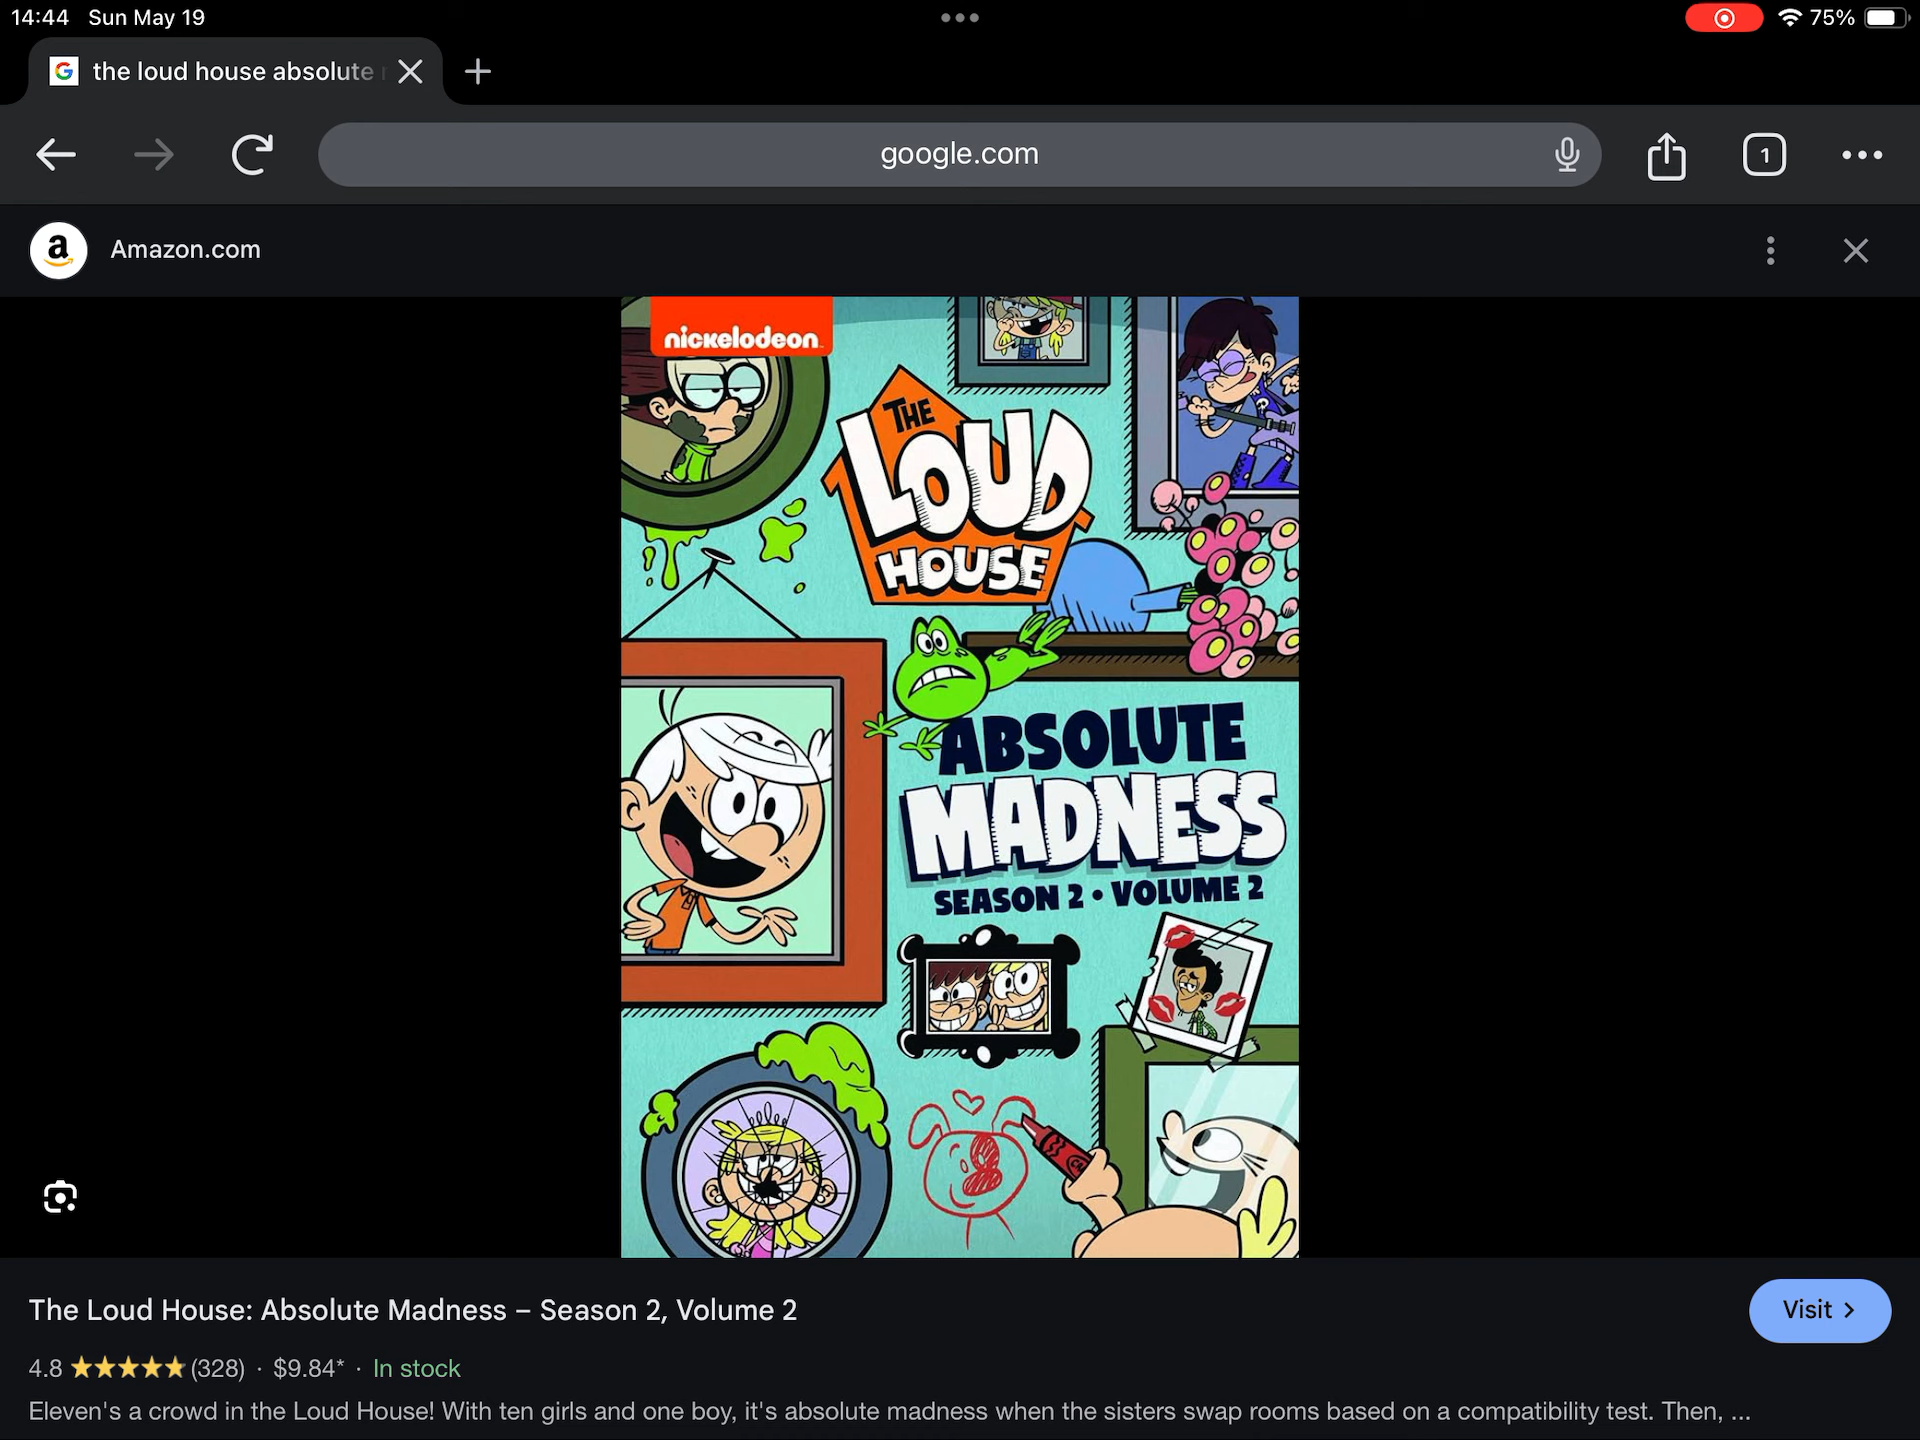 14:44 Sun May 19
75%
the loud house absolute
google.com
1
Amazon.com
nickelodeon
THE
LOUD
HOUSE
ABSOLUTE
MADNESS
SEASON 2 • VOLUME 2
The Loud House: Absolute Madness – Season 2, Volume 2
Visit >
4.8 ★★★★★ (328) · $9.84* · In stock
Eleven's a crowd in the Loud House! With ten girls and one boy, it's absolute madness when the sisters swap rooms based on a compatibility test. Then, ...